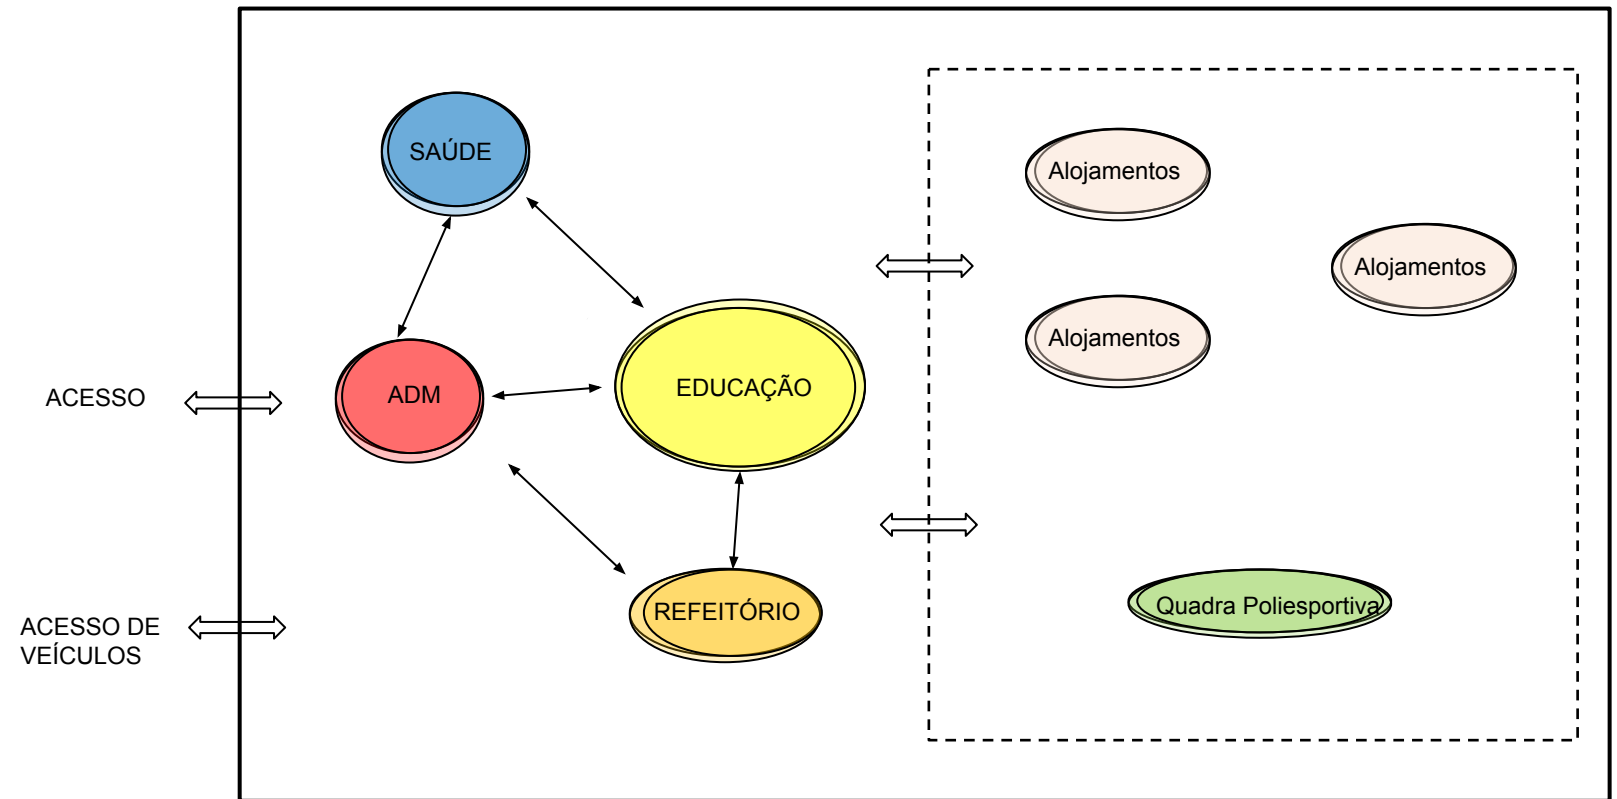 SAÚDE
Alojamentos
Alojamentos
Alojamentos
ACESSO
ADM
EDUCAÇÃO
REFEITÓRIO
Quadra Poliesportiva
ACESSO DE
VEÍCULOS